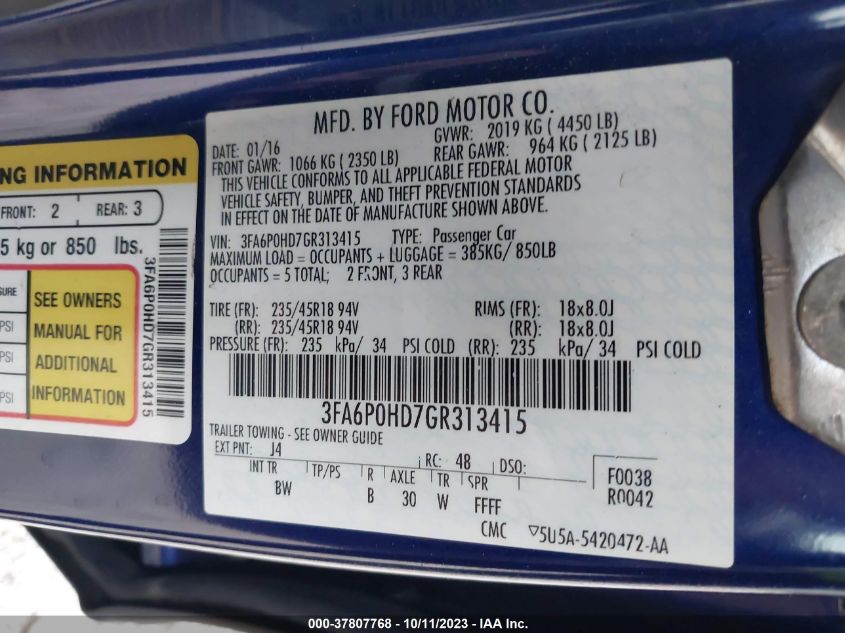 MFD. BY FORD MOTOR CO.
DATE: 01/16 GVWR: 2019 KG ( 4450 LB)
FRONT GAWR: 1066 KG ( 2350 LB) REAR GAWR: 964 KG ( 2125 LB)
THIS VEHICLE CONFORMS TO ALL APPLICABLE FEDERAL MOTOR
VEHICLE SAFETY, BUMPER, AND THEFT PREVENTION STANDARDS
IN EFFECT ON THE DATE OF MANUFACTURE SHOWN ABOVE.
VIN: 3FA6P0HD7GR313415 TYPE: Passenger Car
MAXIMUM LOAD = OCCUPANTS + LUGGAGE = 385KG/ 850LB
OCCUPANTS = 5 TOTAL; 2 FRONT, 3 REAR
TIRE (FR): 235/45R18 94V RIMS (FR): 18x8.0J
(RR): 235/45R18 94V (RR): 18x8.0J
PRESSURE (FR): 235 kPa/ 34 PSI COLD (RR): 235 kPa/ 34 PSI COLD
3FA6P0HD7GR313415
TRAILER TOWING - SEE OWNER GUIDE
EXT PNT: J4 RC: 48 DSO:
INT TR TP/PS R AXLE TR SPR
BW B 30 W FFFF
F0038
R0042
CMC ▽5U5A-5420472-AA
NG INFORMATION
FRONT: 2 REAR: 3
5 kg or 850 lbs.
SURE
PSI
PSI
PSI
SEE OWNERS
MANUAL FOR
ADDITIONAL
INFORMATION
3FA6P0HD7GR313415
000-37807768 - 10/11/2023 - IAA Inc.